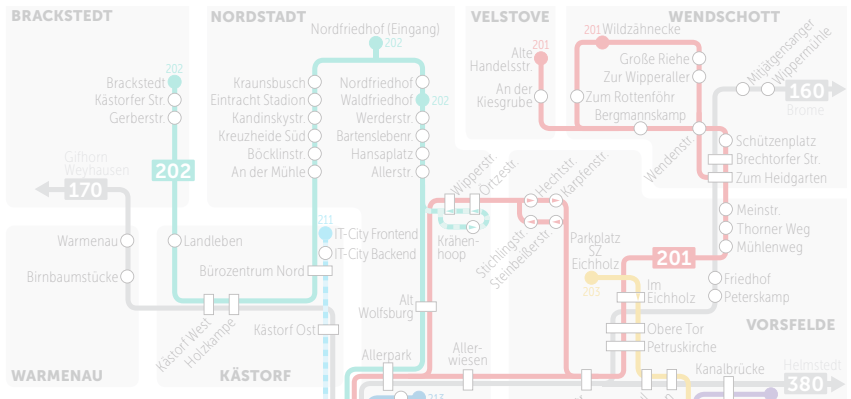 BRACKSTEDT
NORDSTADT
VELSTOVE
WENDSCHOTT
Nordfriedhof (Eingang)
202
Brackstedt
202
Kästorfer Str.
Gerberstr.
Kraunsbusch
Eintracht Stadion
Kandinskystr.
Kreuzheide Süd
Böcklinstr.
An der Mühle
Nordfriedhof
Waldfriedhof
202
Werderstr.
Bartenslebenr.
Hansaplatz
Allerstr.
Alte
Handelsstr.
201
An der
Kiesgrube
201
Wildzähnecke
Große Riehe
Zur Wipperaller
Zum Rottenföhr
Bergmannskamp
Wendenstr.
Mitjätgensanger
Wippermühle
160
Brome
Schützenplatz
Brechtorfer Str.
Zum Heidgarten
Gifhorn
Weyhausen
170
202
Warmenau
Birnbaumstücke
Landleben
211
IT-City Frontend
IT-City Backend
Bürozentrum Nord
Kästorf West
Holzkampe
Kästorf Ost
WARMENAU
KÄSTORF
Wipperstr.
Örtzestr.
Krähen-
hoop
Hechtstr.
Karpfenstr.
Stichlingstr.
Steinbeißerstr.
Parkplatz
SZ
Eichholz
203
201
Meinstr.
Thorner Weg
Mühlenweg
Im
Eichholz
Friedhof
Peterskamp
Obere Tor
Petruskirche
VORSFELDE
Alt
Wolfsburg
Allerpark
Aller-
wiesen
213
Kanalbrücke
Helmstedt
380